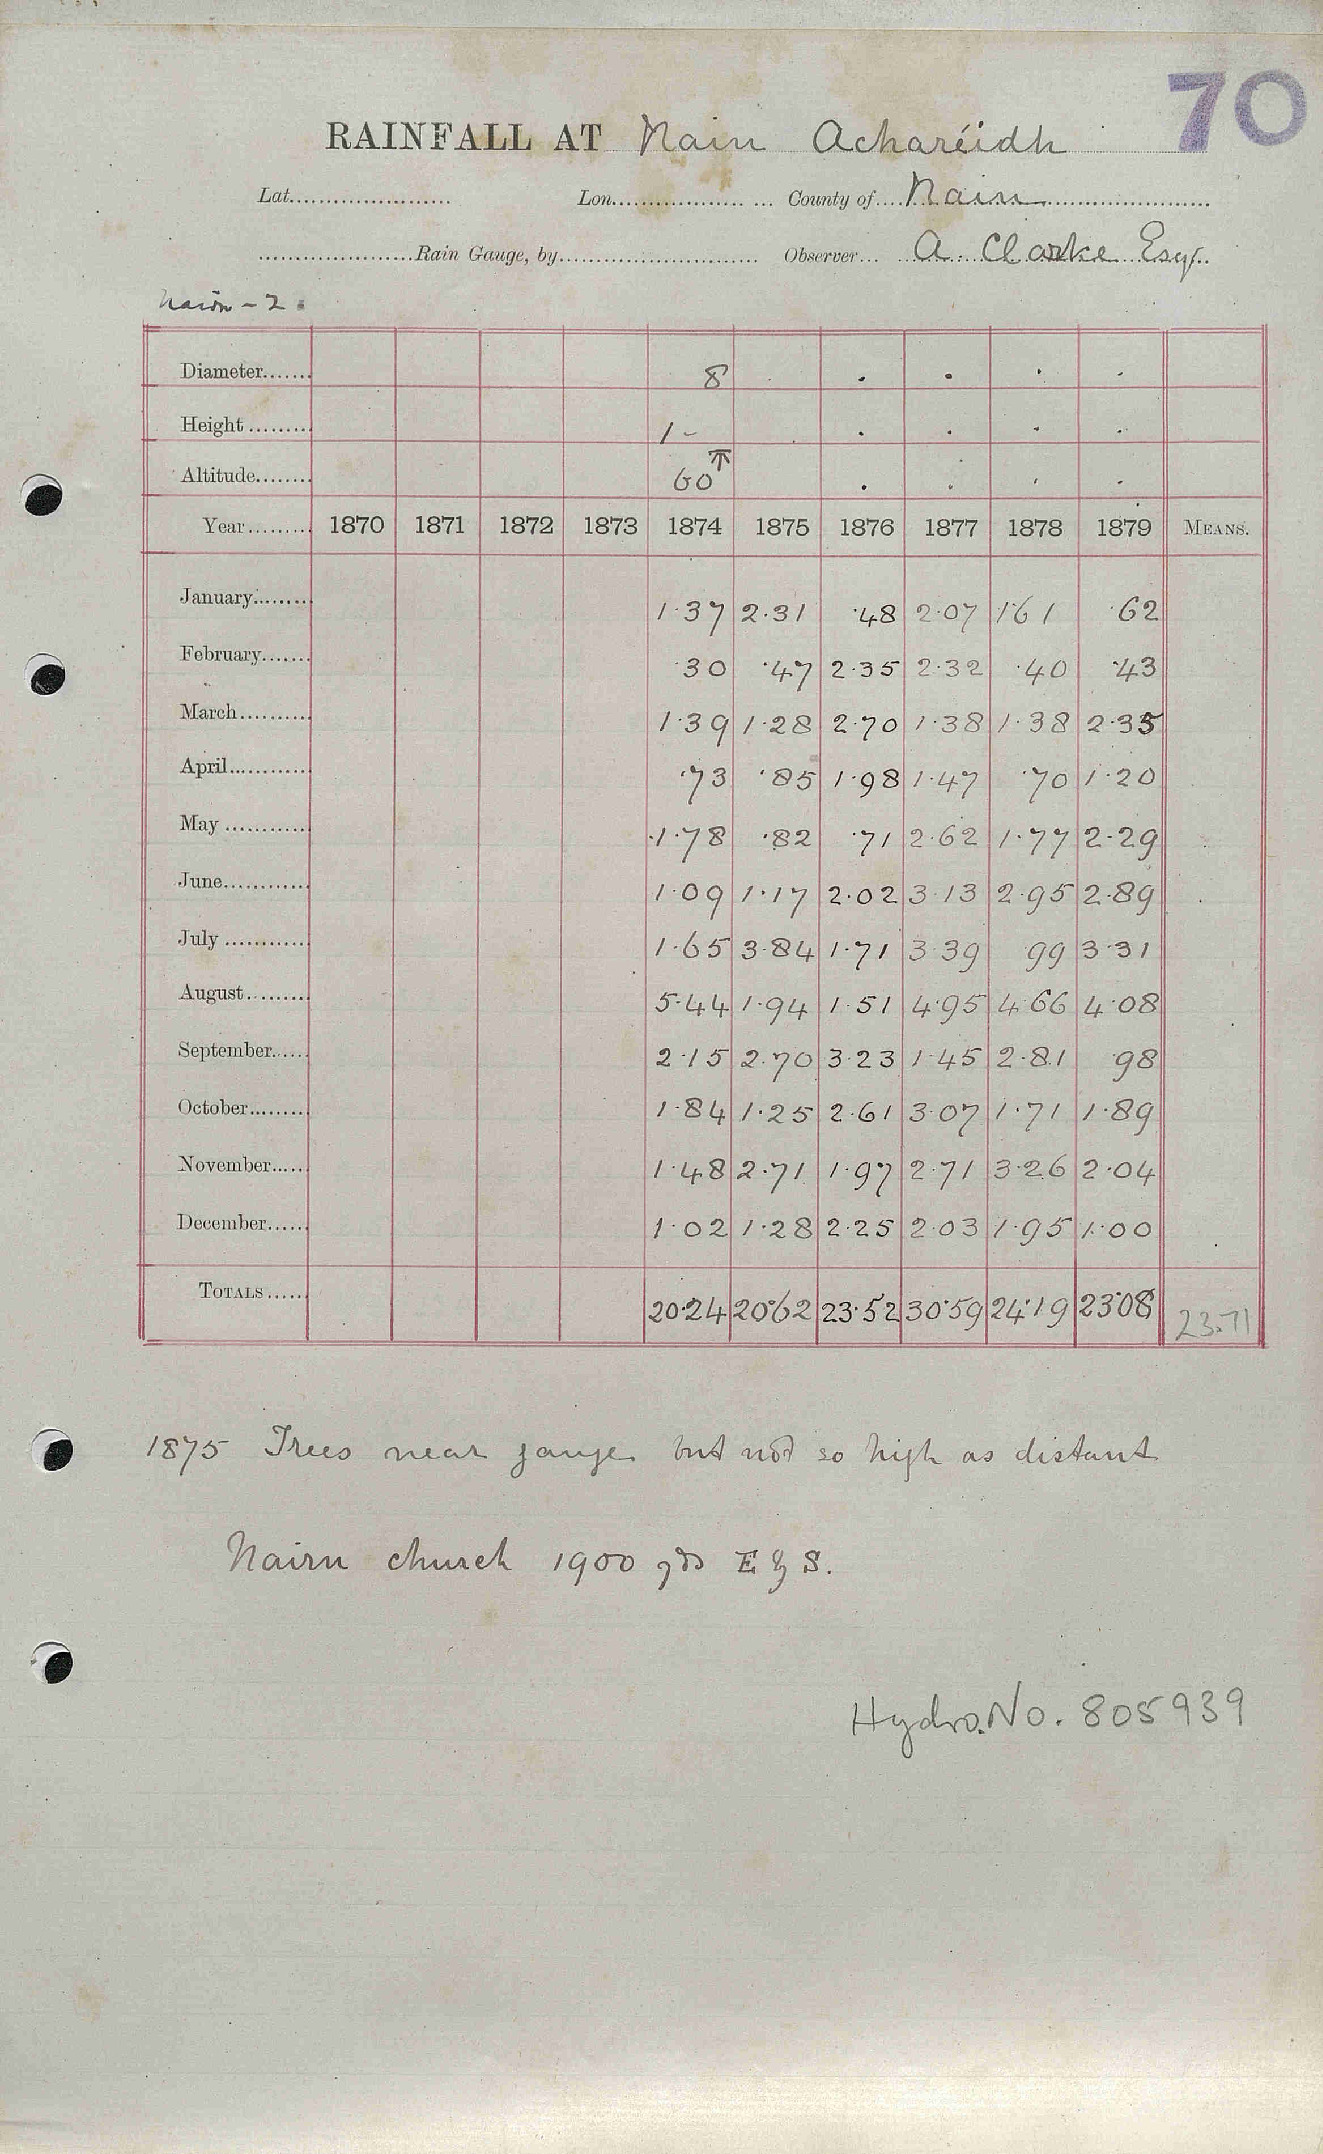 70
RAINFALL AT Nairn Achareidh
Lat. Lon. County of Nairn
Rain Gauge, by Observer A. Clarke Esq.
Nairn - 2
Diameter 8 . . . .
Height 1 - . . . .
Altitude 60 . . . .
Year 1870 1871 1872 1873 1874 1875 1876 1877 1878 1879 MEANS.
January 1.37 2.31 .48 2.07 1.61 .62
February .30 .47 2.35 2.32 .40 .43
March 1.39 1.28 2.70 1.38 1.38 2.35
April .73 .85 1.98 1.47 .70 1.20
May 1.78 .82 .71 2.62 1.77 2.29
June 1.09 1.17 2.02 3.13 2.95 2.89
July 1.65 3.84 1.71 3.39 .99 3.31
August 5.44 1.94 1.51 4.95 4.66 4.08
September 2.15 2.70 3.23 1.45 2.81 .98
October 1.84 1.25 2.61 3.07 1.71 1.89
November 1.48 2.71 1.97 2.71 3.26 2.04
December 1.02 1.28 2.25 2.03 1.95 1.00
TOTALS 20.24 20.62 23.52 30.59 24.19 23.08 23.71
1875 Trees near gauge but not so high as distant
Nairn church 1900 yds E by S.
Hydro. No. 805939